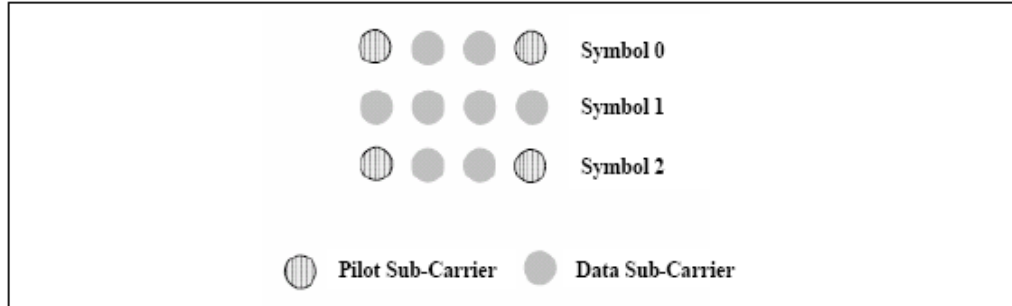 Symbol 0
Symbol 1
Symbol 2
Pilot Sub-Carrier Data Sub-Carrier